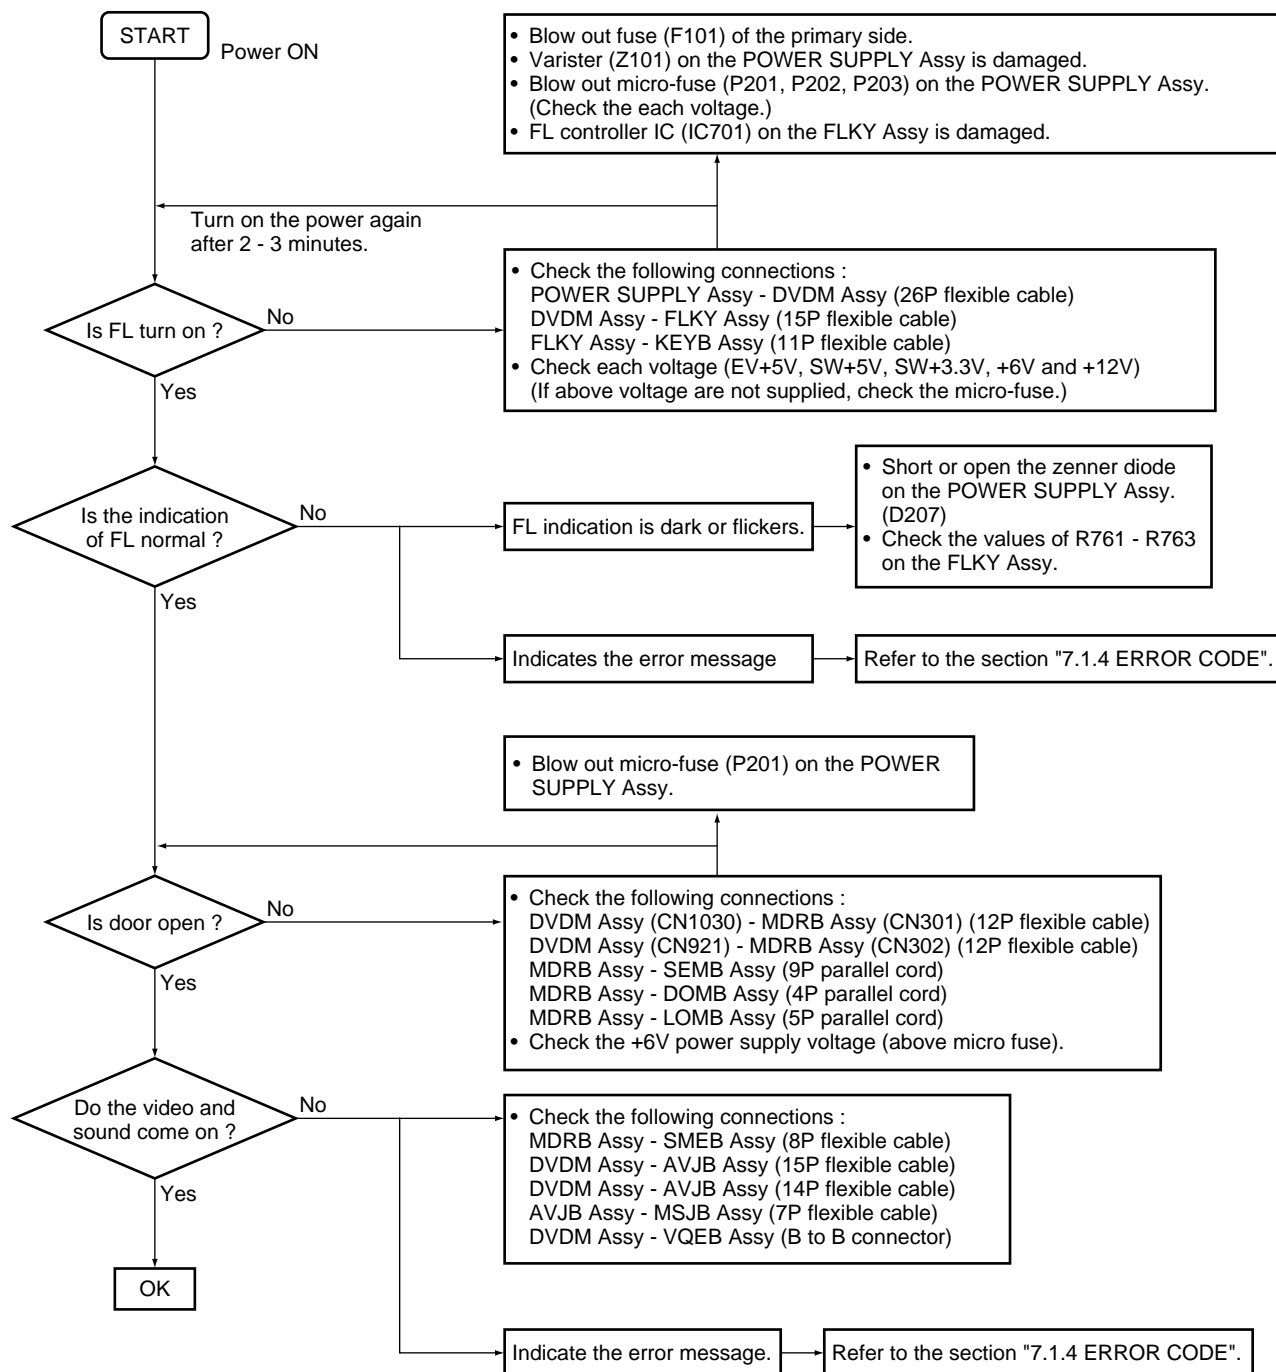 START
Power ON
• Blow out fuse (F101) of the primary side.
• Varister (Z101) on the POWER SUPPLY Assy is damaged.
• Blow out micro-fuse (P201, P202, P203) on the POWER SUPPLY Assy.
(Check the each voltage.)
• FL controller IC (IC701) on the FLKY Assy is damaged.
Turn on the power again
after 2 - 3 minutes.
Is FL turn on ?
No
Yes
• Check the following connections :
POWER SUPPLY Assy - DVDM Assy (26P flexible cable)
DVDM Assy - FLKY Assy (15P flexible cable)
FLKY Assy - KEYB Assy (11P flexible cable)
• Check each voltage (EV+5V, SW+5V, SW+3.3V, +6V and +12V)
(If above voltage are not supplied, check the micro-fuse.)
Is the indication
of FL normal ?
No
Yes
FL indication is dark or flickers.
• Short or open the zenner diode
on the POWER SUPPLY Assy.
(D207)
• Check the values of R761 - R763
on the FLKY Assy.
Indicates the error message
Refer to the section "7.1.4 ERROR CODE".
• Blow out micro-fuse (P201) on the POWER
SUPPLY Assy.
Is door open ?
No
Yes
• Check the following connections :
DVDM Assy (CN1030) - MDRB Assy (CN301) (12P flexible cable)
DVDM Assy (CN921) - MDRB Assy (CN302) (12P flexible cable)
MDRB Assy - SEMB Assy (9P parallel cord)
MDRB Assy - DOMB Assy (4P parallel cord)
MDRB Assy - LOMB Assy (5P parallel cord)
• Check the +6V power supply voltage (above micro fuse).
Do the video and
sound come on ?
No
Yes
• Check the following connections :
MDRB Assy - SMEB Assy (8P flexible cable)
DVDM Assy - AVJB Assy (15P flexible cable)
DVDM Assy - AVJB Assy (14P flexible cable)
AVJB Assy - MSJB Assy (7P flexible cable)
DVDM Assy - VQEB Assy (B to B connector)
OK
Indicate the error message.
Refer to the section "7.1.4 ERROR CODE".